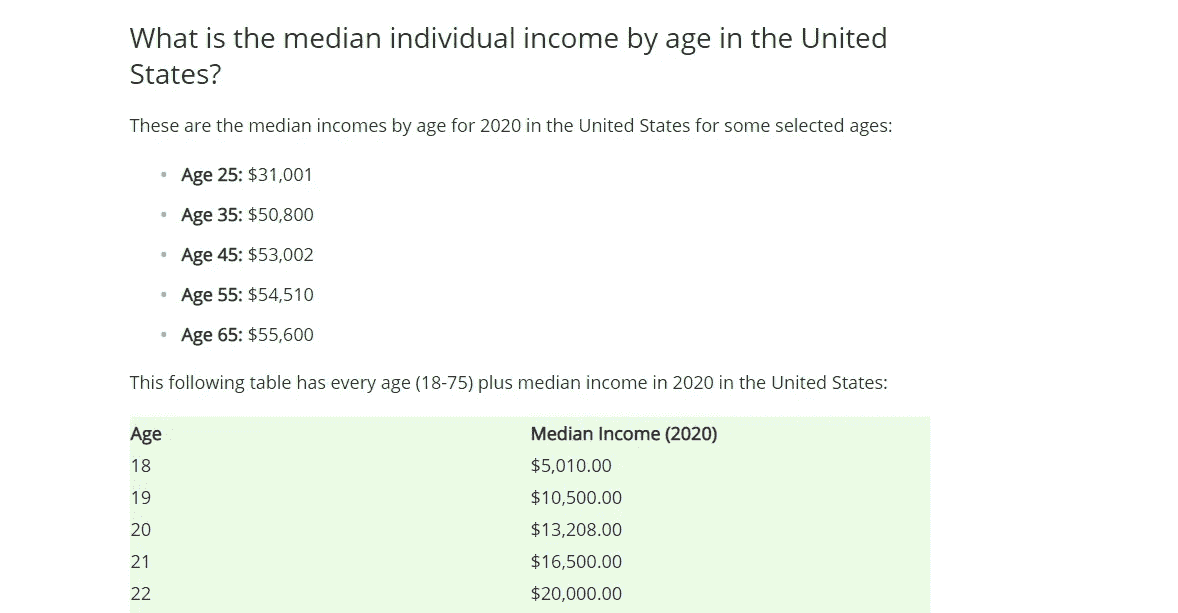 What is the median individual income by age in the United
States?
These are the median incomes by age for 2020 in the United States for some selected ages:
Age 25: $31,001
Age 35: $50,800
Age 45: $53,002
Age 55: $54,510
Age 65: $55,600
This following table has every age (18-75) plus median income in 2020 in the United States:
Age Median Income (2020)
18 $5,010.00
19 $10,500.00
20 $13,208.00
21 $16,500.00
22 $20,000.00